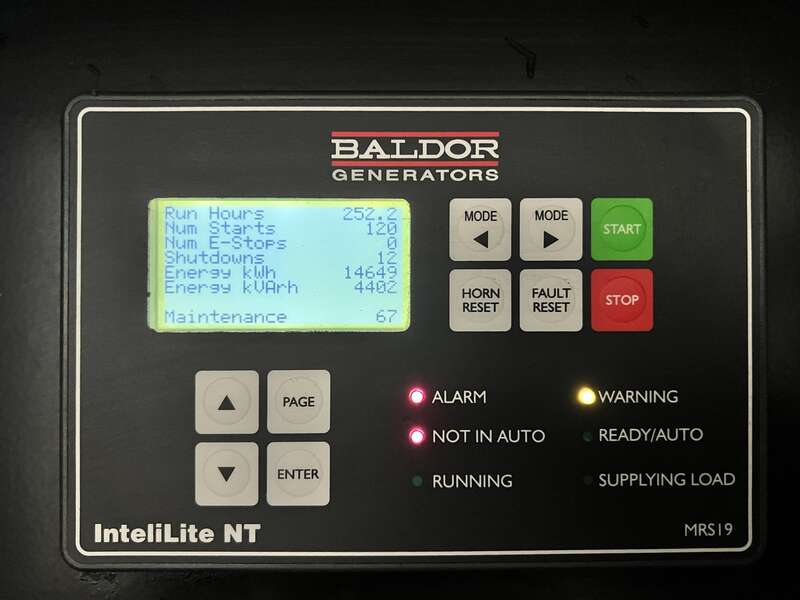 BALDOR
GENERATORS
Run Hours 252.2
Num Starts 120
Num E-Stops 0
Shutdowns 12
Energy kWh 14649
Energy kVArh 4402
Maintenance 67
MODE
MODE
START
HORN RESET
FAULT RESET
STOP
PAGE
ENTER
ALARM
WARNING
NOT IN AUTO
READY/AUTO
RUNNING
SUPPLYING LOAD
InteliLite NT
MRS19